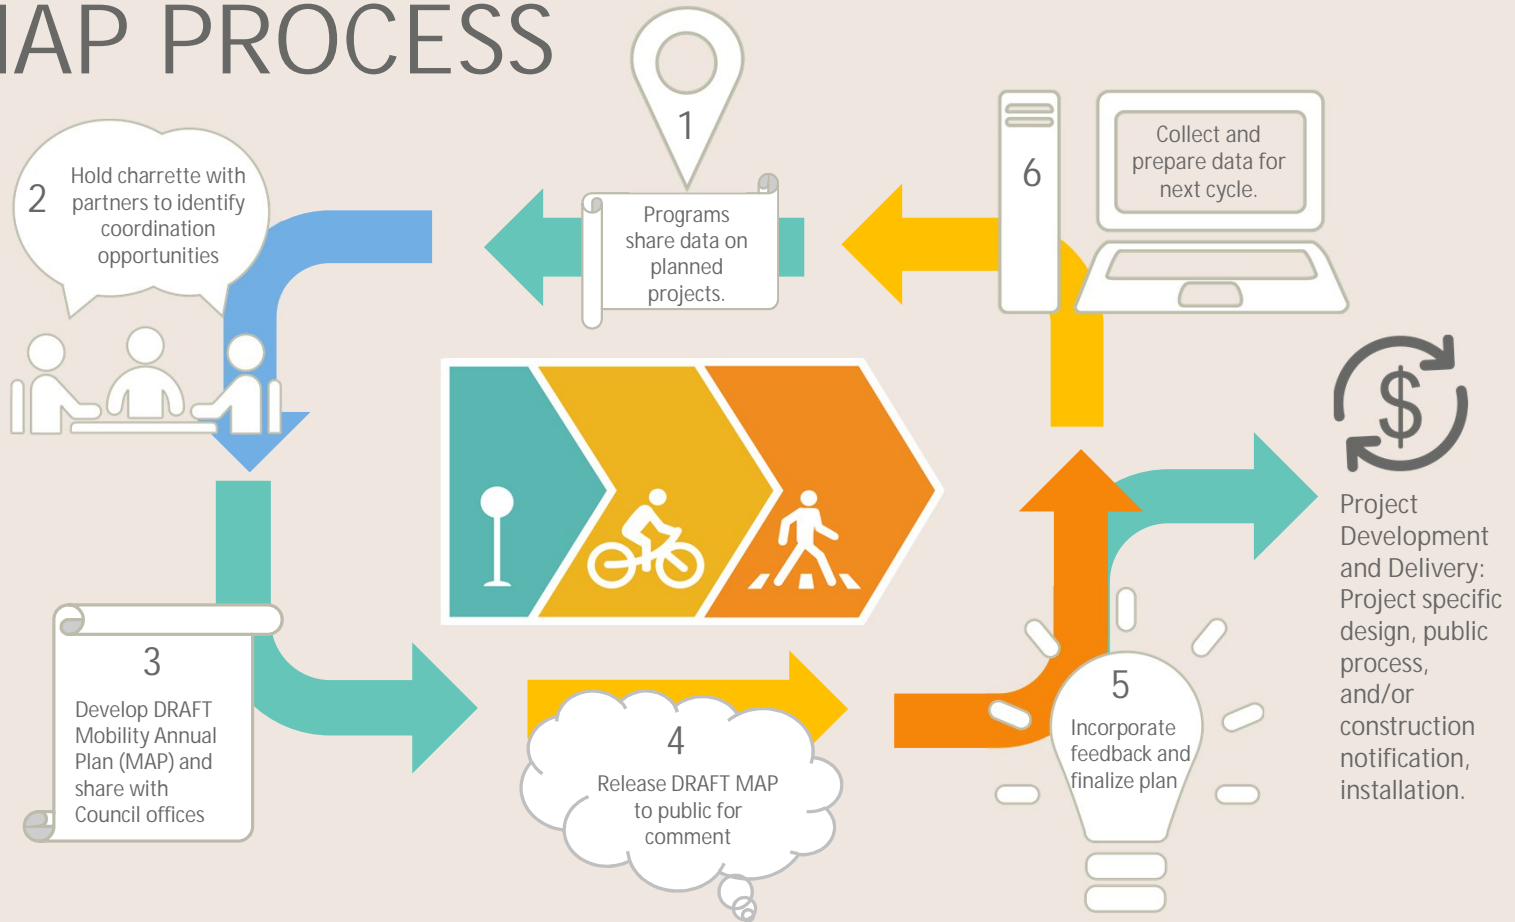 MAP PROCESS
1
Programs
share data on
planned
projects.
2
Hold charrette with
partners to identify
coordination
opportunities
3
Develop DRAFT
Mobility Annual
Plan (MAP) and
share with
Council offices
4
Release DRAFT MAP
to public for
comment
5
Incorporate
feedback and
finalize plan
6
Collect and
prepare data for
next cycle.
$
Project
Development
and Delivery:
Project specific
design, public
process,
and/or
construction
notification,
installation.